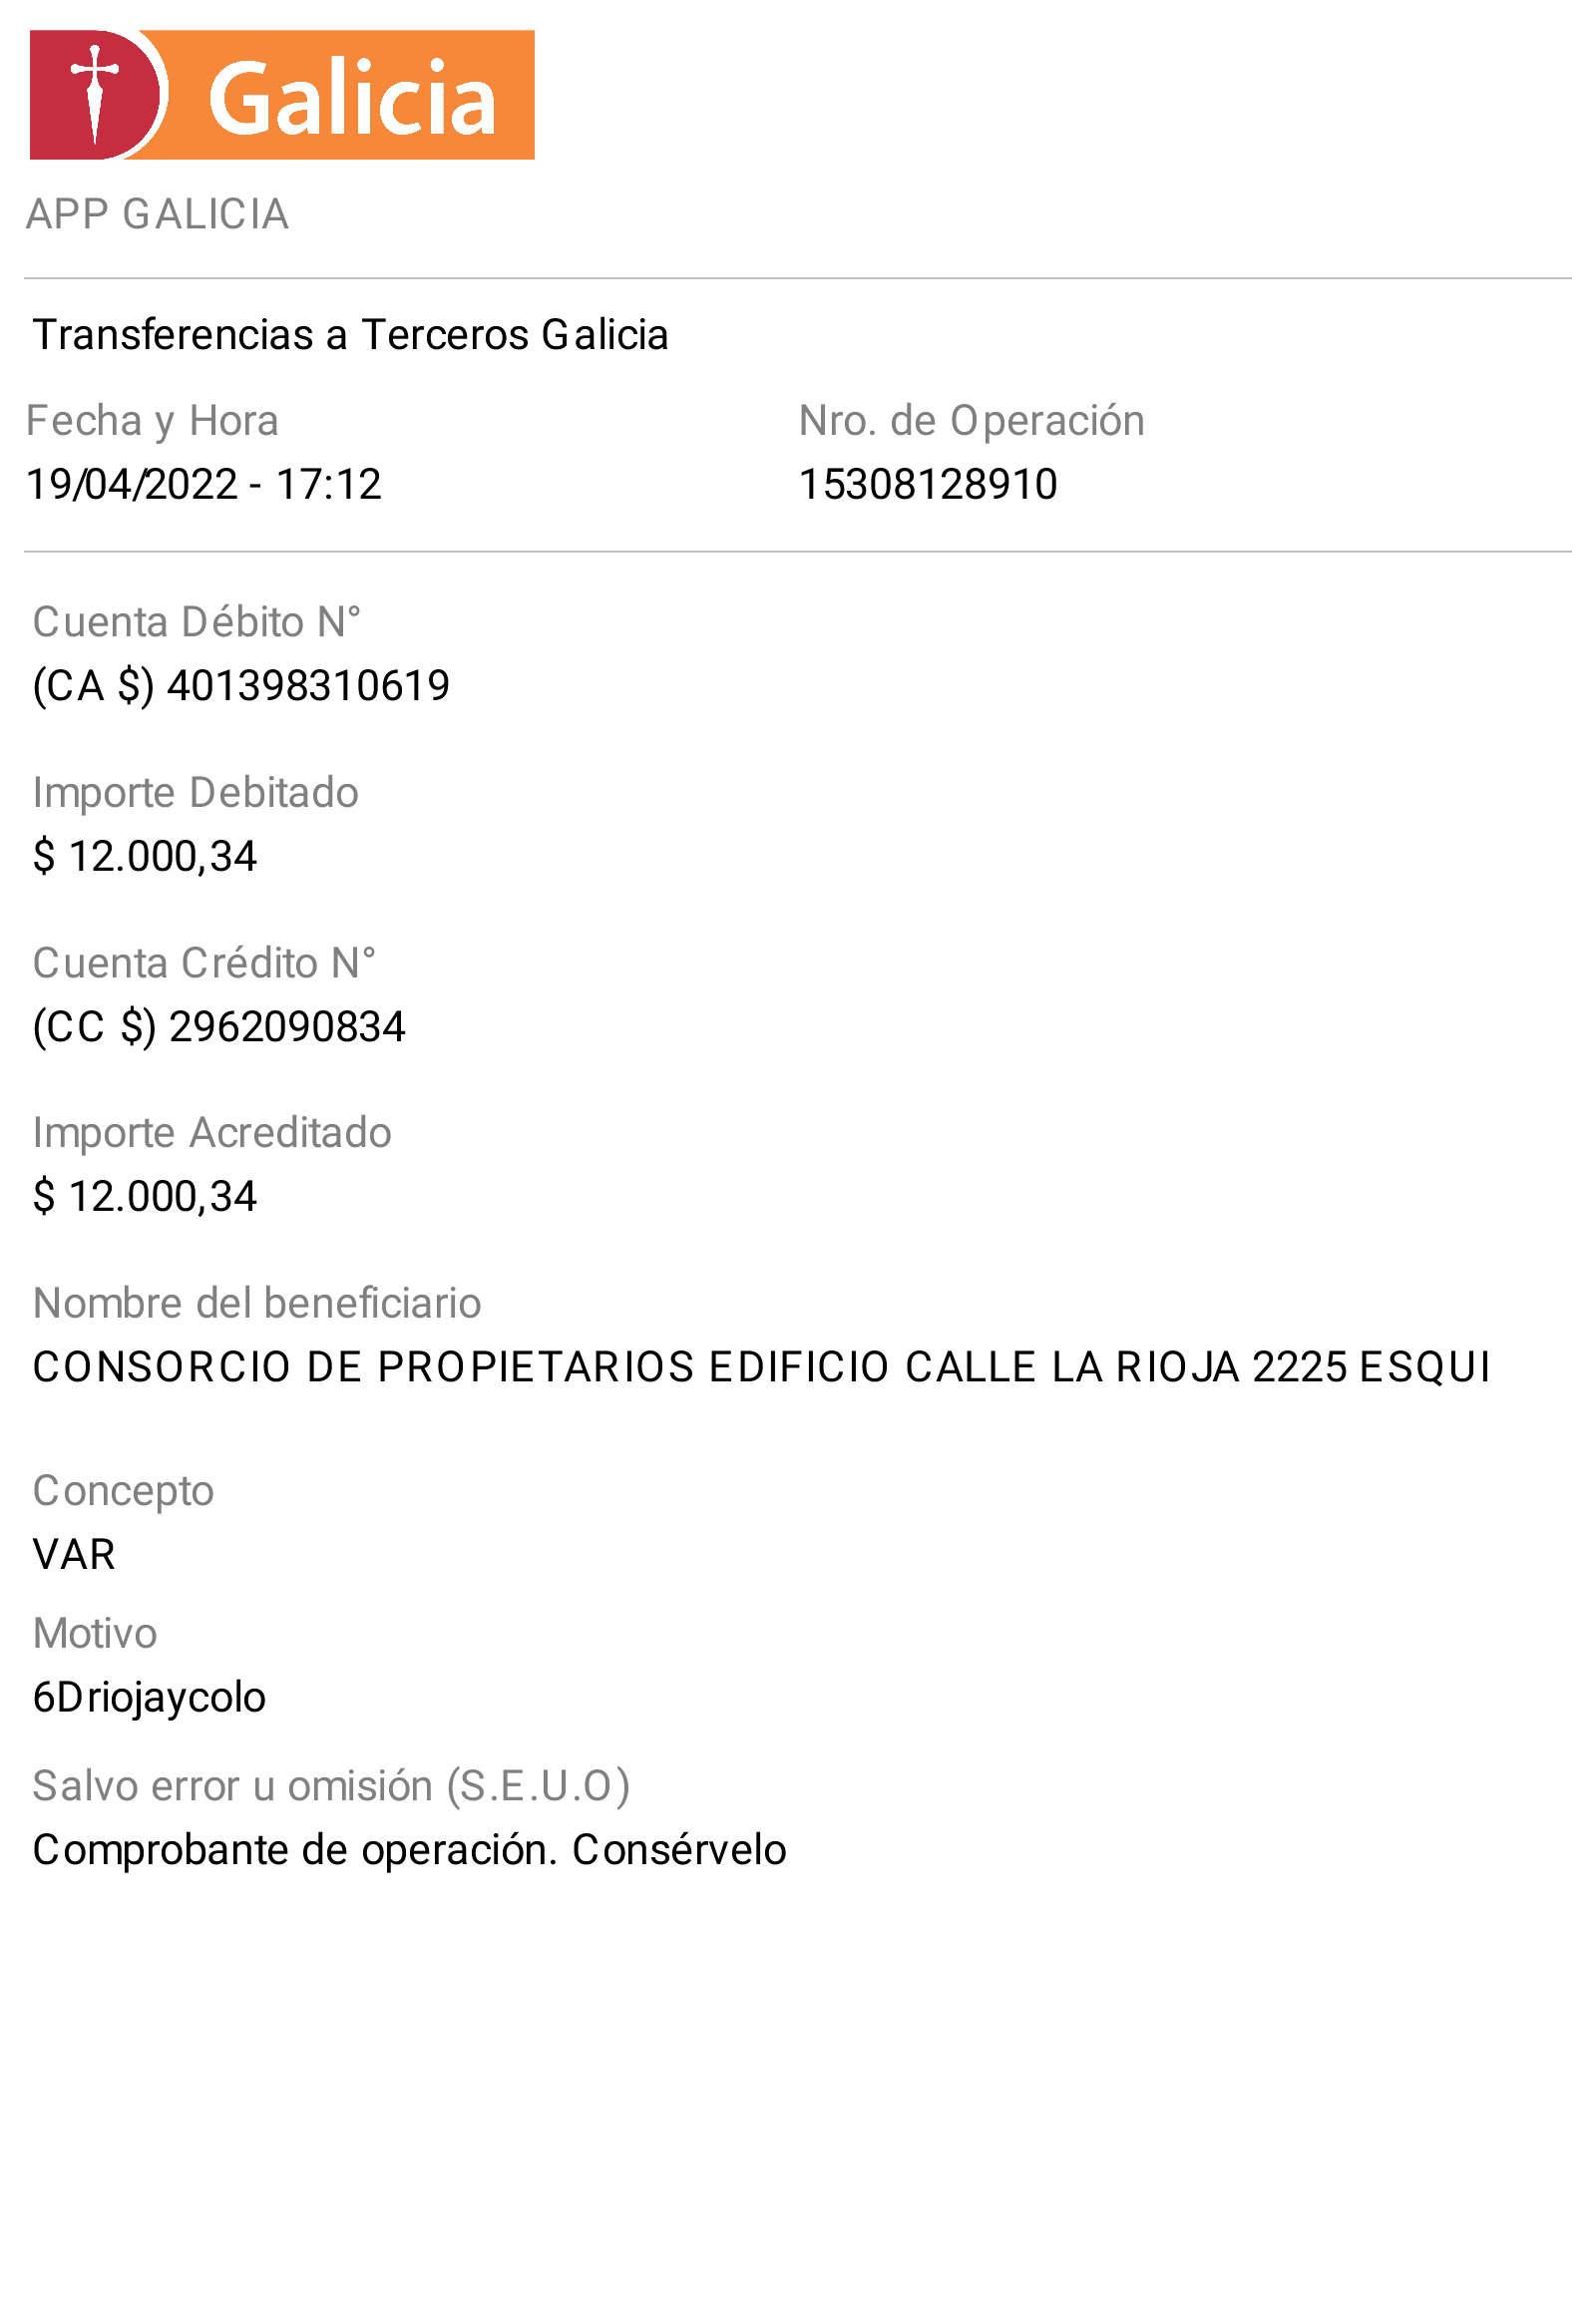 Galicia
APP GALICIA
Transferencias a Terceros Galicia
Fecha y Hora
19/04/2022 - 17:12
Nro. de Operación
15308128910
Cuenta Débito N°
(CA $) 401398310619
Importe Debitado
$ 12.000,34
Cuenta Crédito N°
(CC $) 2962090834
Importe Acreditado
$ 12.000,34
Nombre del beneficiario
CONSORCIO DE PROPIETARIOS EDIFICIO CALLE LA RIOJA 2225 ESQUI
Concepto
VAR
Motivo
6Driojaycolo
Salvo error u omisión (S.E.U.O)
Comprobante de operación. Consérvelo